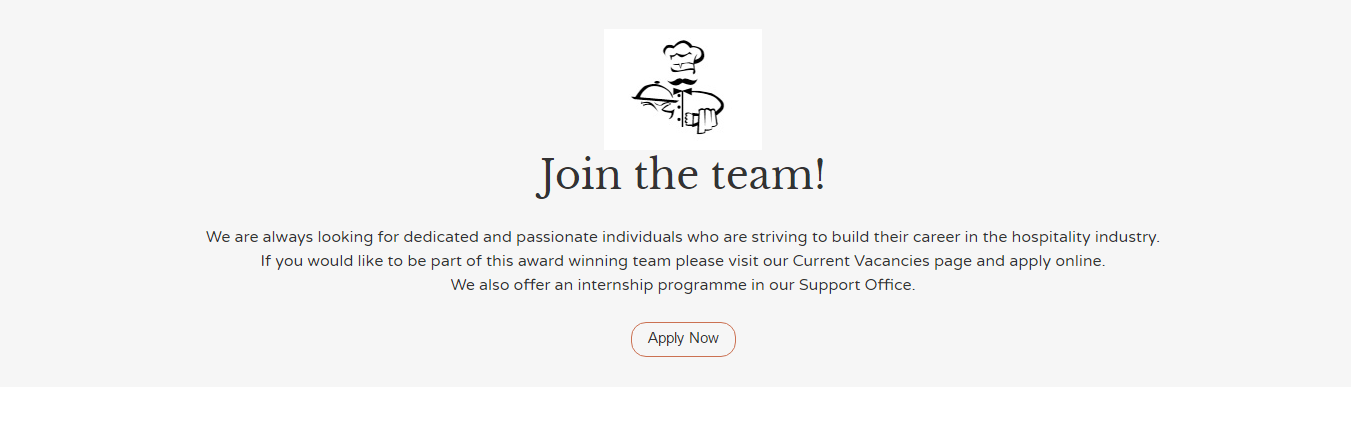 Join the team!
We are always looking for dedicated and passionate individuals who are striving to build their career in the hospitality industry.
If you would like to be part of this award winning team please visit our Current Vacancies page and apply online.
We also offer an internship programme in our Support Office.
Apply Now